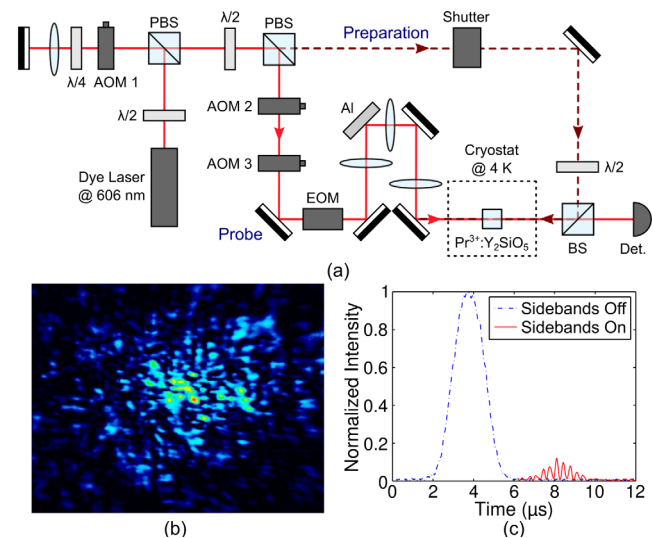 PBS
λ/2
PBS
Preparation
Shutter
λ/4
AOM 1
λ/2
AOM 2
Al
Dye Laser
@ 606 nm
AOM 3
Cryostat
@ 4 K
λ/2
EOM
Probe
Pr³⁺:Y₂SiO₅
BS
Det.
(a)
Normalized Intensity
1
0.8
0.6
0.4
0.2
0
Sidebands Off
Sidebands On
0 2 4 6 8 10 12
Time (μs)
(b)
(c)